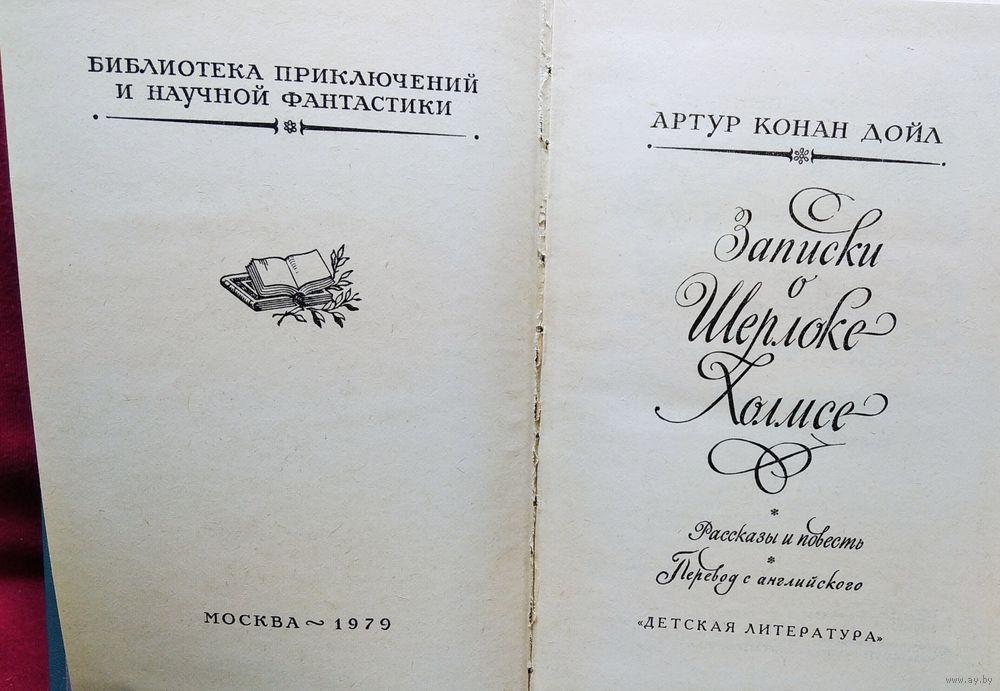 БИБЛИОТЕКА ПРИКЛЮЧЕНИЙ
И НАУЧНОЙ ФАНТАСТИКИ
МОСКВА ~ 1979
АРТУР КОНАН ДОЙЛ
Записки
о
Шерлоке
Холмсе
*
Рассказы и повесть
*
Перевод с английского
«ДЕТСКАЯ ЛИТЕРАТУРА»
www.ay.by